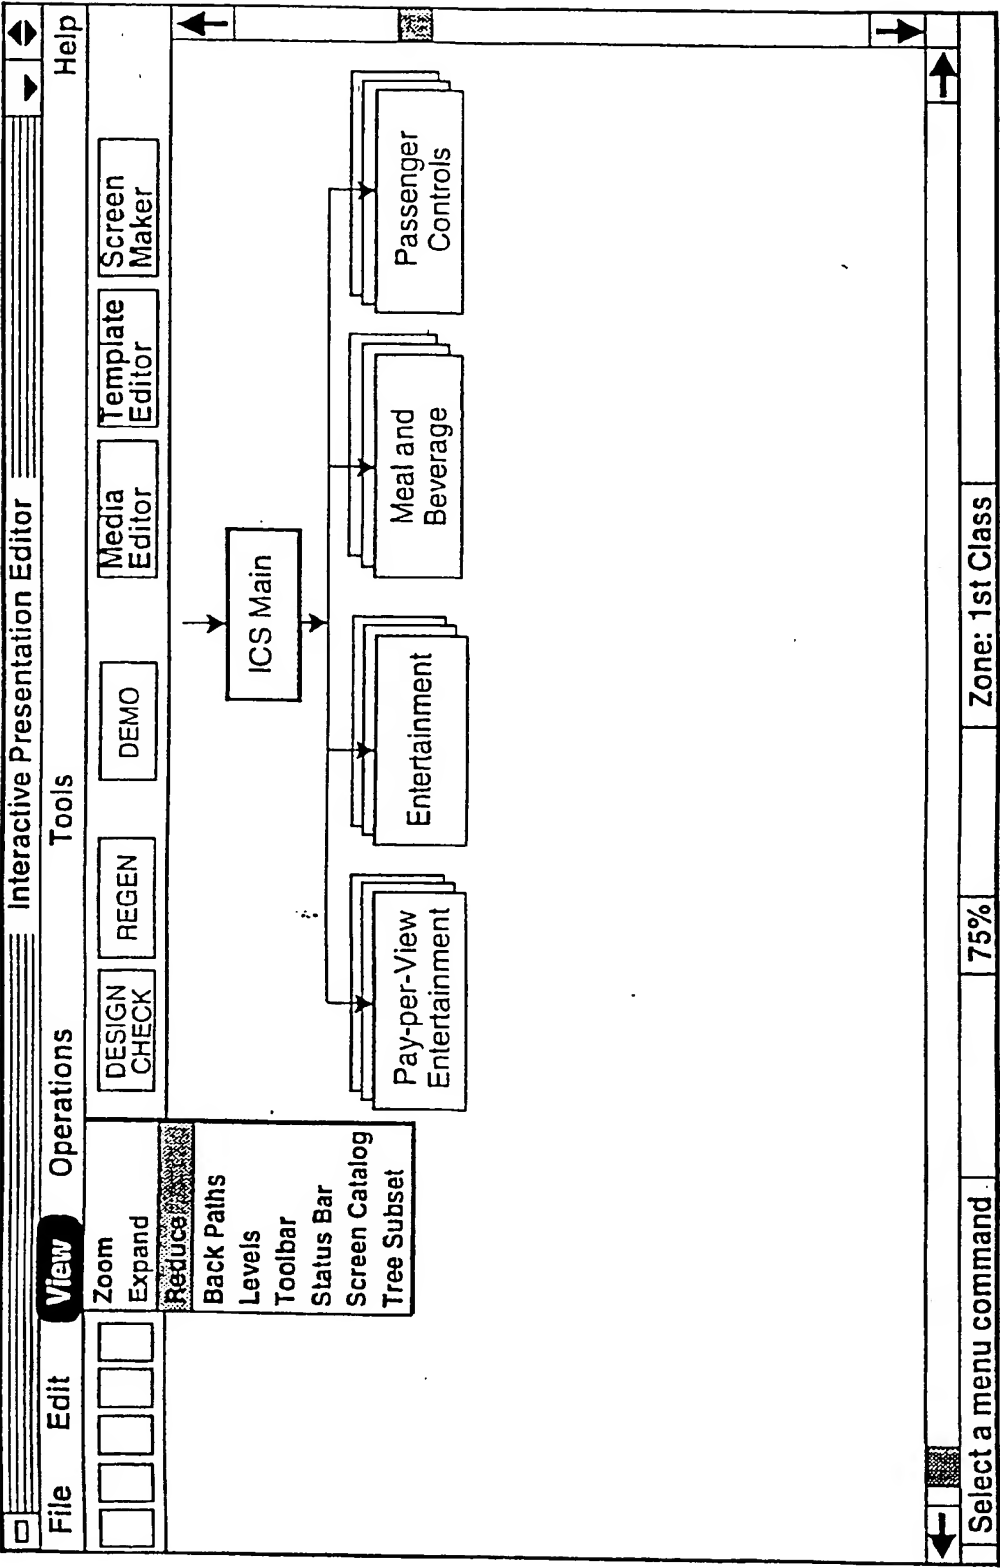 Interactive Presentation Editor
File Edit View Operations Tools Help
DESIGN
CHECK
REGEN
DEMO
Media
Editor
Template
Editor
Screen
Maker
Zoom
Expand
Reduce
Back Paths
Levels
Toolbar
Status Bar
Screen Catalog
Tree Subset
ICS Main
Pay-per-View
Entertainment
Entertainment
Meal and
Beverage
Passenger
Controls
Select a menu command
75%
Zone: 1st Class